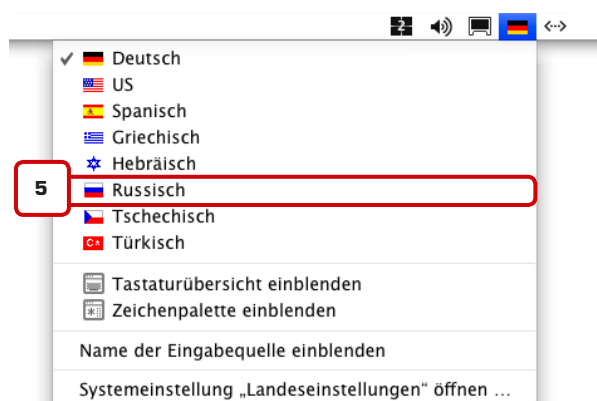 2
Deutsch
US
Spanisch
Griechisch
Hebräisch
5
Russisch
Tschechisch
Türkisch
Tastaturübersicht einblenden
Zeichenpalette einblenden
Name der Eingabequelle einblenden
Systemeinstellung „Landeseinstellungen“ öffnen ...